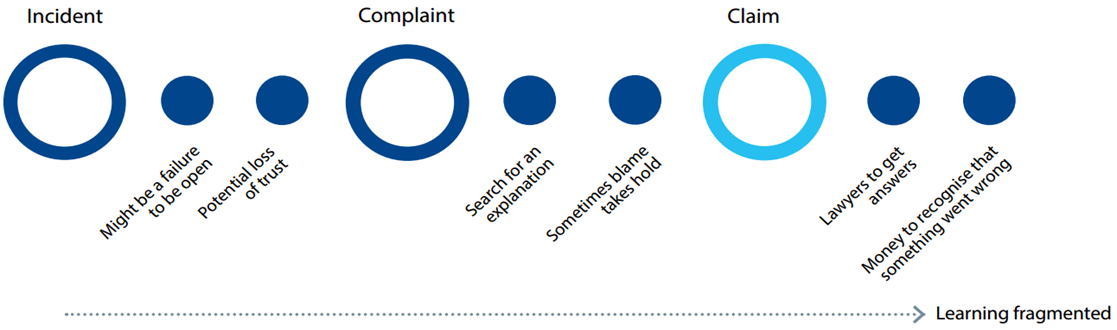 Incident
Complaint
Claim
Might be a failure
to be open
Potential loss
of trust
Search for an
explanation
Sometimes blame
takes hold
Lawyers to get
answers
Money to recognise that
something went wrong
Learning fragmented